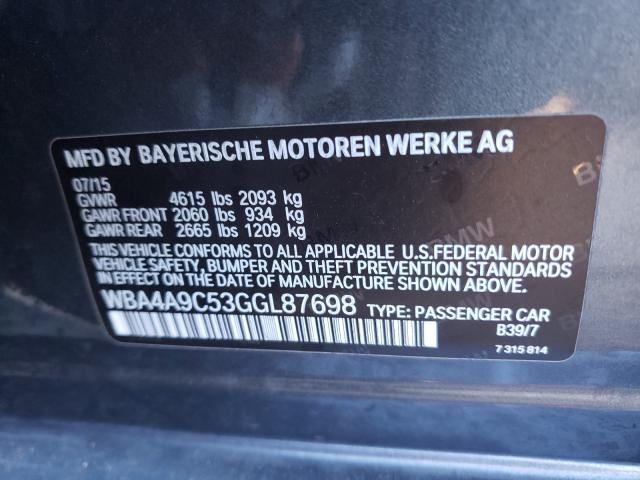 MFD BY BAYERISCHE MOTOREN WERKE AG
07/15
GVWR 4615 lbs 2093 kg
GAWR FRONT 2060 lbs 934 kg
GAWR REAR 2665 lbs 1209 kg
THIS VEHICLE CONFORMS TO ALL APPLICABLE U.S.FEDERAL MOTOR
VEHICLE SAFETY, BUMPER AND THEFT PREVENTION STANDARDS
IN EFFECT ON THE DATE OF MANUFACTURE SHOWN ABOVE.
WBA4A9C53GGL87698 TYPE: PASSENGER CAR
B39/7
7 315 814